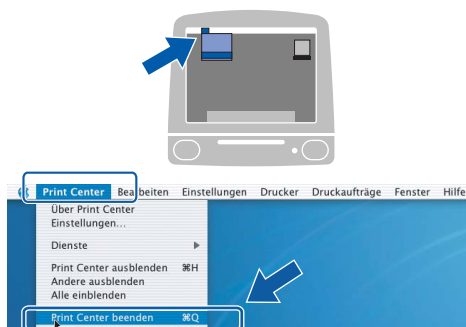 Print Center Bearbeiten Einstellungen Drucker Druckaufträge Fenster Hilfe
Über Print Center
Einstellungen...
Dienste
Print Center ausblenden ⌘H
Andere ausblenden
Alle einblenden
Print Center beenden ⌘Q